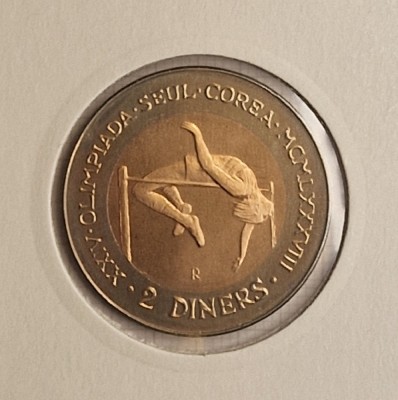 XXIV·OLIMPIADA·SEUL·COREA·MCMLXXXVIII
R
·2 DINERS·